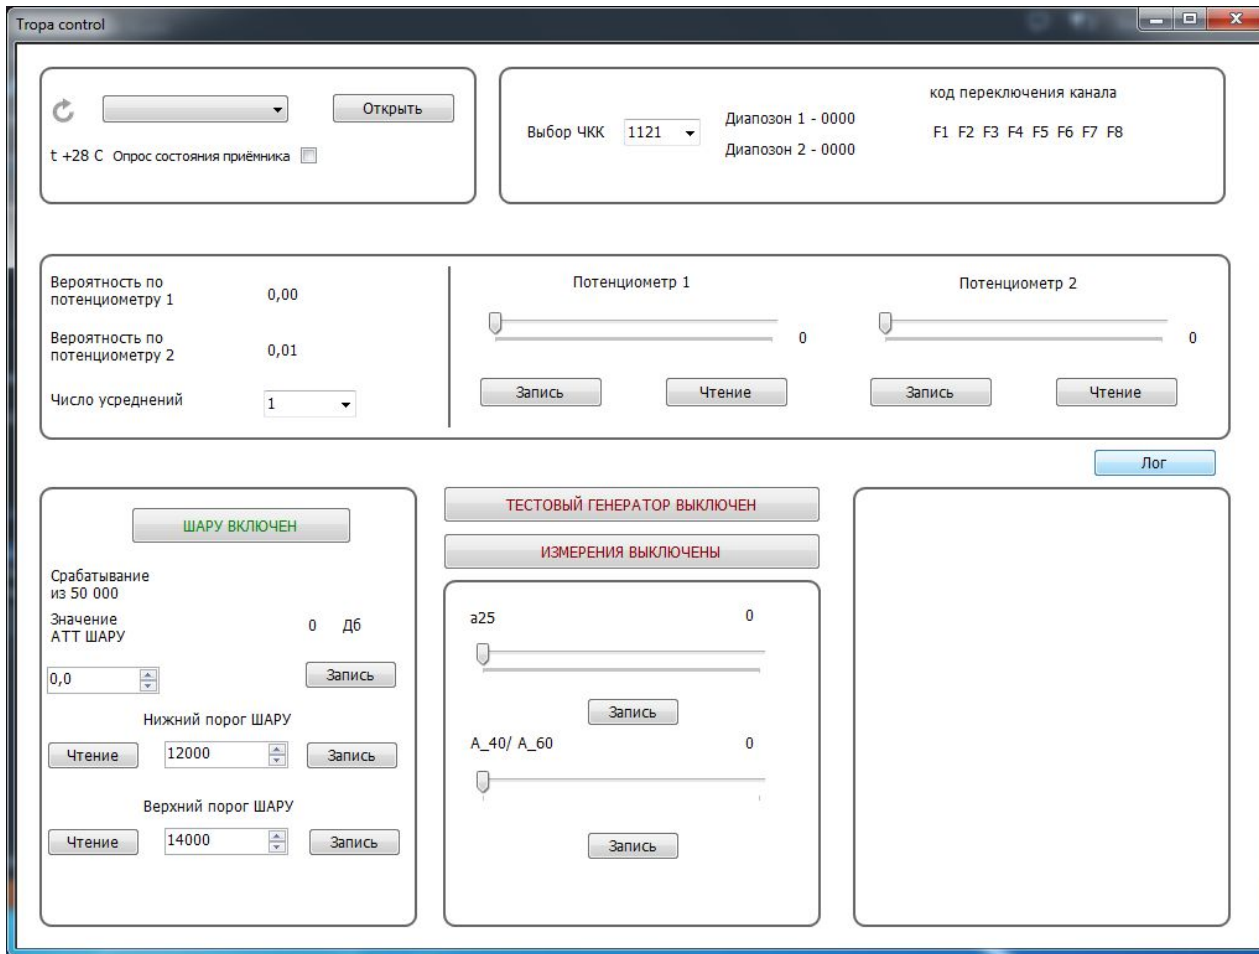 Tropa control
Открыть
t +28 C Опрос состояния приёмника
код переключения канала
Выбор ЧКК 1121
Диапозон 1 - 0000
Диапозон 2 - 0000
F1 F2 F3 F4 F5 F6 F7 F8
Вероятность по
потенциометру 1
0,00
Вероятность по
потенциометру 2
0,01
Число усреднений
1
Потенциометр 1
0
Запись
Чтение
Потенциометр 2
0
Запись
Чтение
Лог
ШАРУ ВКЛЮЧЕН
Срабатывание
из 50 000
Значение
АТТ ШАРУ
0 Дб
0,0
Запись
Нижний порог ШАРУ
Чтение
12000
Запись
Верхний порог ШАРУ
Чтение
14000
Запись
ТЕСТОВЫЙ ГЕНЕРАТОР ВЫКЛЮЧЕН
ИЗМЕРЕНИЯ ВЫКЛЮЧЕНЫ
a25
0
Запись
A_40/ A_60
0
Запись